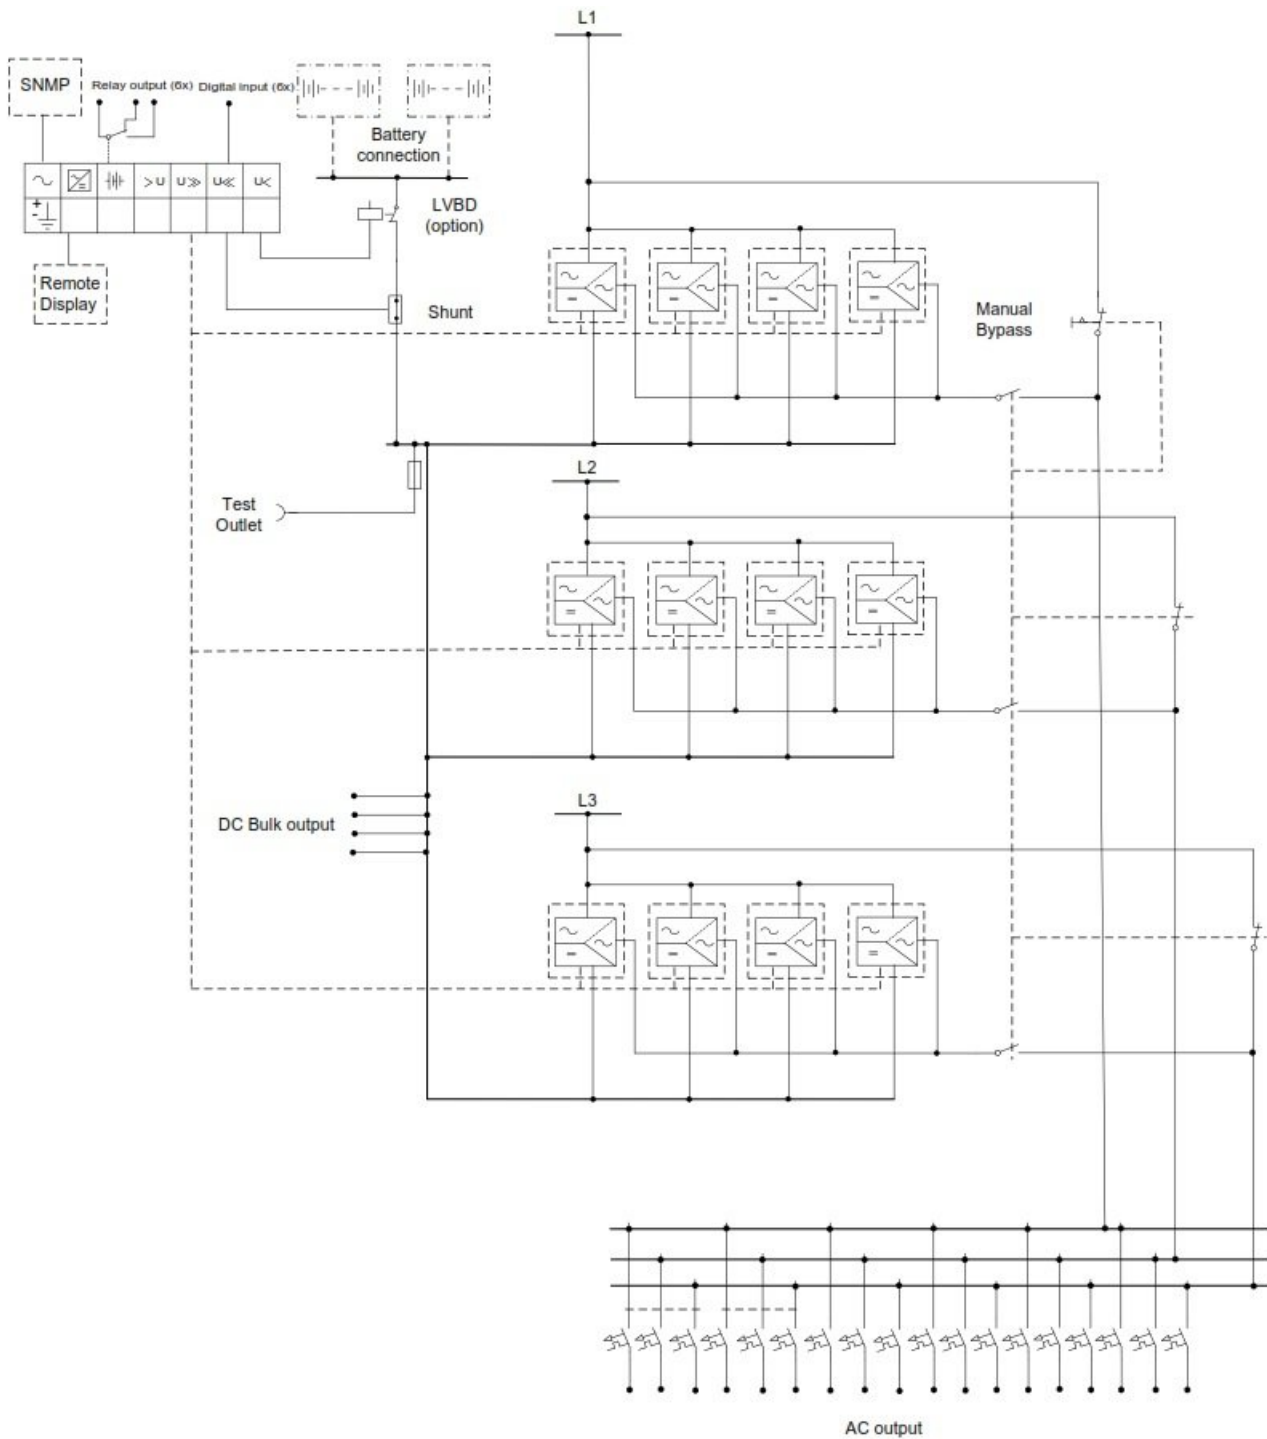 L1
SNMP
Relay output (6x)
Digital input (6x)
Battery
connection
>U
U≫
U≪
U<
+
-
LVBD
(option)
Remote
Display
Shunt
Manual
Bypass
L2
Test
Outlet
L3
DC Bulk output
AC output